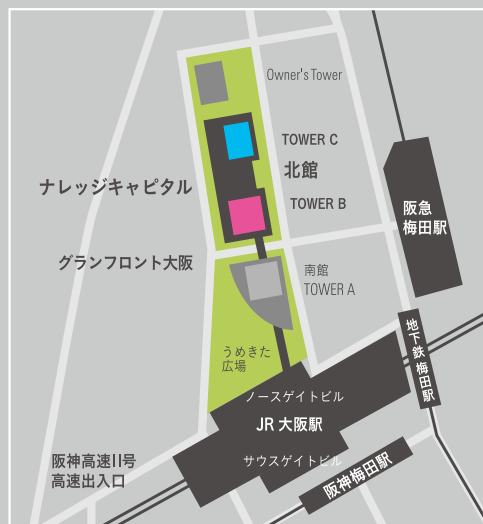 Owner's Tower
TOWER C
北館
ナレッジキャピタル
TOWER B
阪急
梅田駅
グランフロント大阪
南館
TOWER A
地下鉄梅田駅
うめきた
広場
ノースゲイトビル
JR 大阪駅
サウスゲイトビル
阪神高速11号
高速出入口
阪神梅田駅